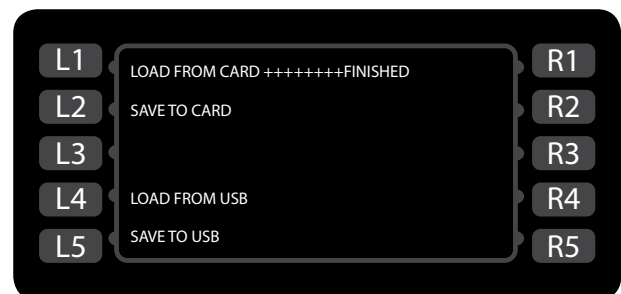 L1 LOAD FROM CARD ++++++++FINISHED R1
L2 SAVE TO CARD R2
L3 R3
L4 LOAD FROM USB R4
L5 SAVE TO USB R5